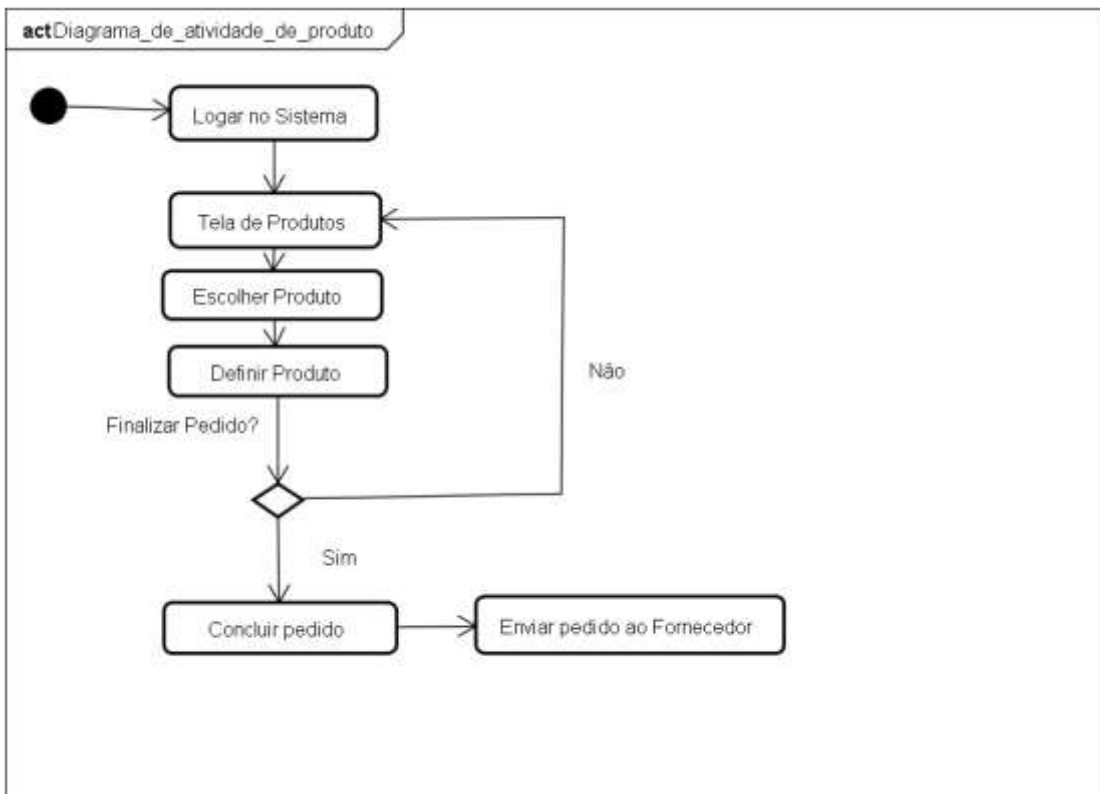 actDiagrama_de_atividade_de_produto
Logar no Sistema
Tela de Produtos
Escolher Produto
Definir Produto
Não
Finalizar Pedido?
Sim
Concluir pedido
Enviar pedido ao Fornecedor